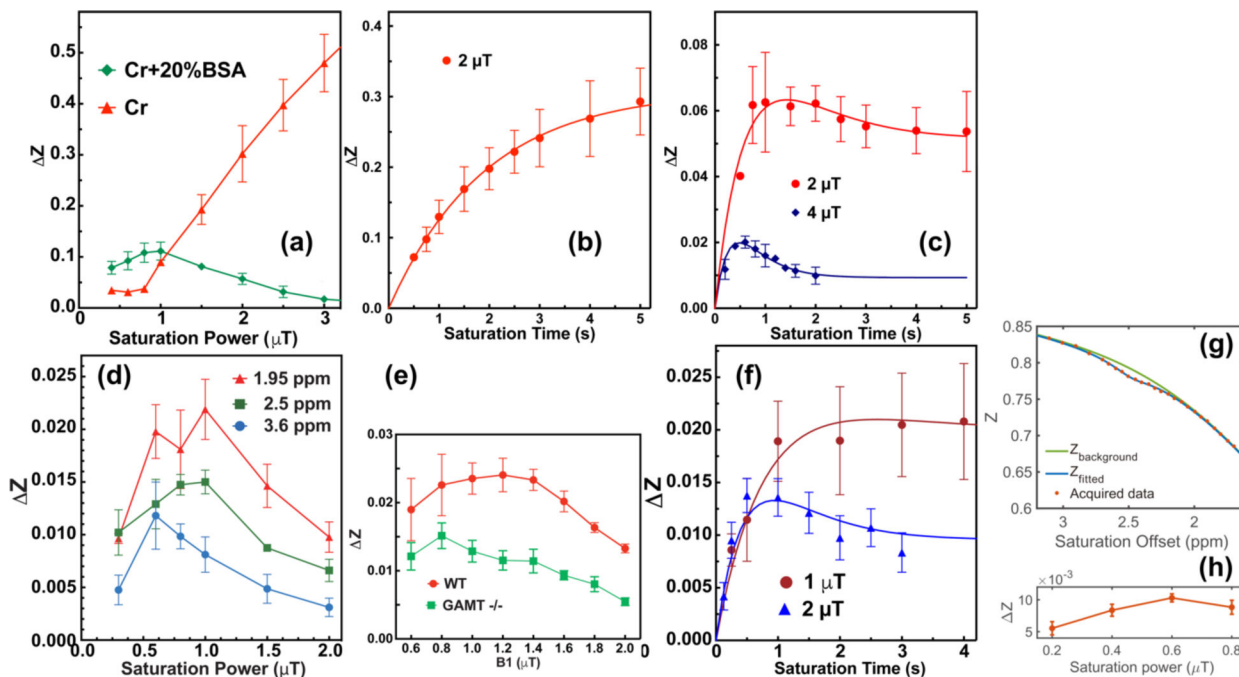 0.5
0.4
0.3
0.2
0.1
0.0
ΔZ
Cr+20%BSA
Cr
(a)
0 1 2 3
Saturation Power (μT)
0.4
0.3
0.2
0.1
0.0
ΔZ
2 μT
(b)
0 1 2 3 4 5
Saturation Time (s)
0.08
0.06
0.04
0.02
0.00
ΔZ
2 μT
4 μT
(c)
0 1 2 3 4 5
Saturation Time (s)
(d)
0.025
0.020
0.015
0.010
0.005
0.000
ΔZ
1.95 ppm
2.5 ppm
3.6 ppm
0.0 0.5 1.0 1.5 2.0
Saturation Power (μT)
(e)
0.03
0.02
0.01
0.00
ΔZ
WT
GAMT -/-
0.6 0.8 1.0 1.2 1.4 1.6 1.8 2.0
B1 (μT)
(f)
0.025
0.020
0.015
0.010
0.005
0.000
ΔZ
1 μT
2 μT
0 0 1 2 3 4
Saturation Time (s)
(g)
0.85
0.8
0.75
0.7
0.65
0.6
Z
Zbackground
Zfitted
Acquired data
3 2.5 2
Saturation Offset (ppm)
(h)
×10-3
10
5
ΔZ
0.2 0.4 0.6 0.8
Saturation power (μT)